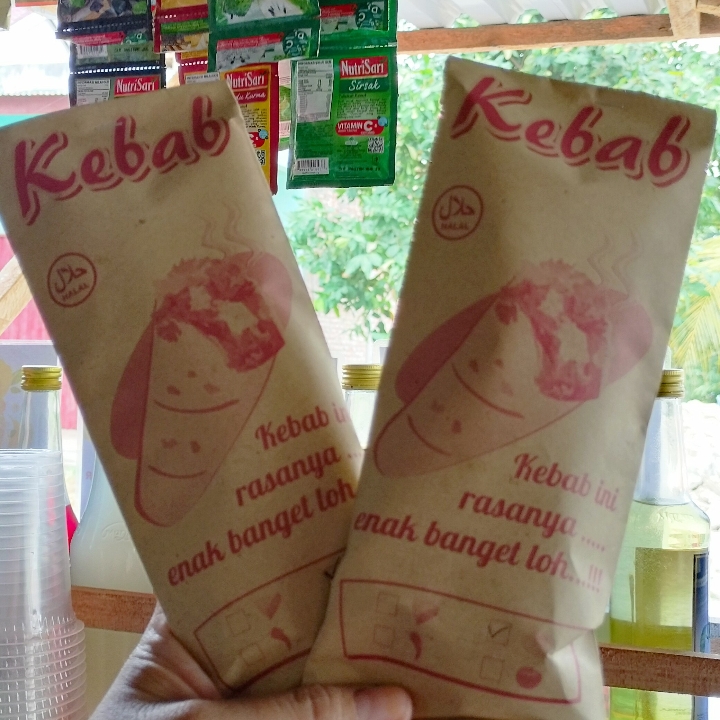 NutriSari
NutriSari
NutriSari
Sirsak
VITAMIN C
Kebab
حلال
HALAL
Kebab
rasanya ...
enak banget loh
Kebab
حلال
HALAL
Kebab ini
rasanya .....
enak banget loh...!!!